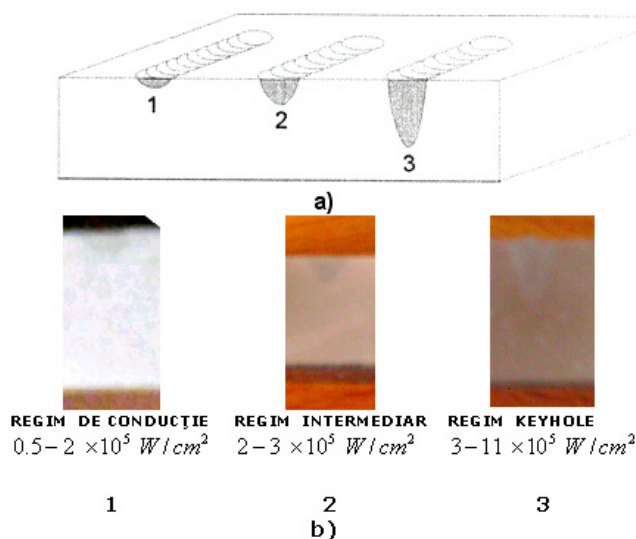 1
2
3
a)
REGIM DE CONDUCŢIE
0.5−2 ×10⁵ W/cm²
REGIM INTERMEDIAR
2−3 ×10⁵ W/cm²
REGIM KEYHOLE
3−11 ×10⁵ W/cm²
1
2
3
b)